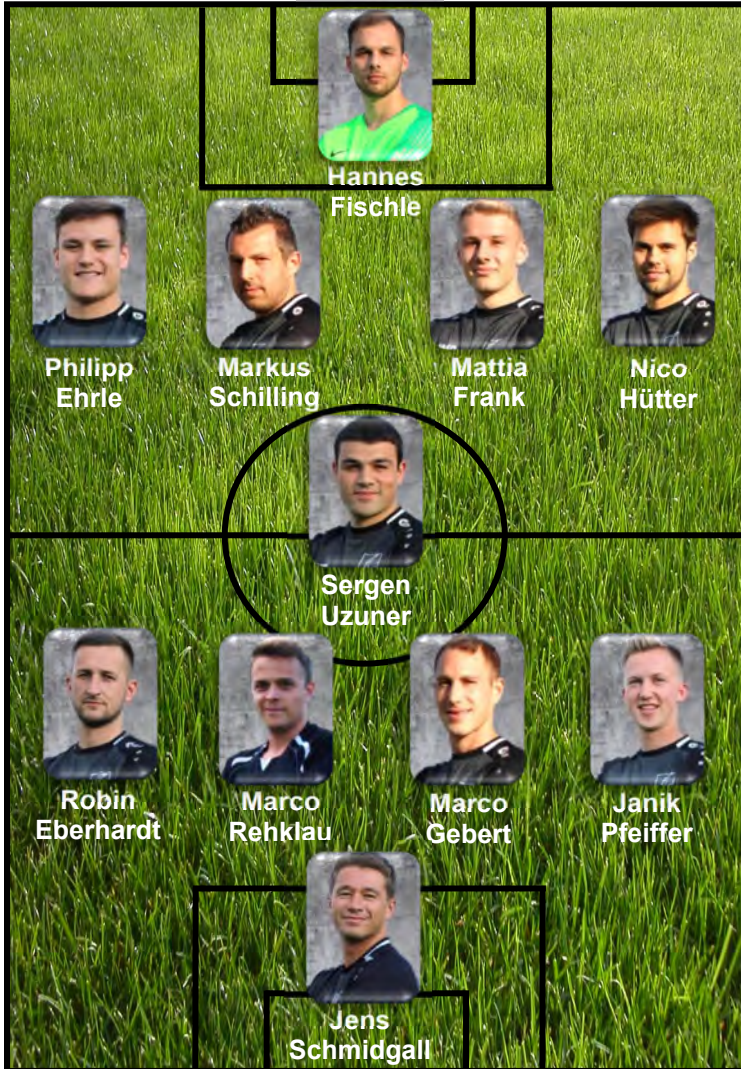 Hannes
Fischle
Philipp
Ehrle
Markus
Schilling
Mattia
Frank
Nico
Hütter
Sergen
Uzuner
Robin
Eberhardt
Marco
Rehklau
Marco
Gebert
Janik
Pfeiffer
Jens
Schmidgall